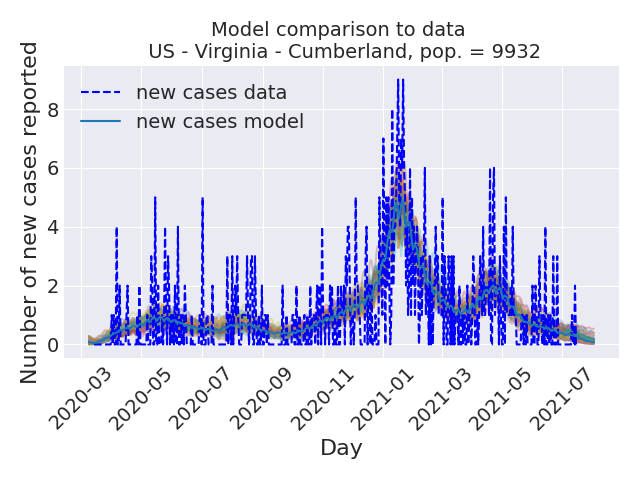 Model comparison to data
US - Virginia - Cumberland, pop. = 9932
new cases data
new cases model
Number of new cases reported
8
6
4
2
0
2020-03
2020-05
2020-07
2020-09
2020-11
2021-01
2021-03
2021-05
2021-07
Day